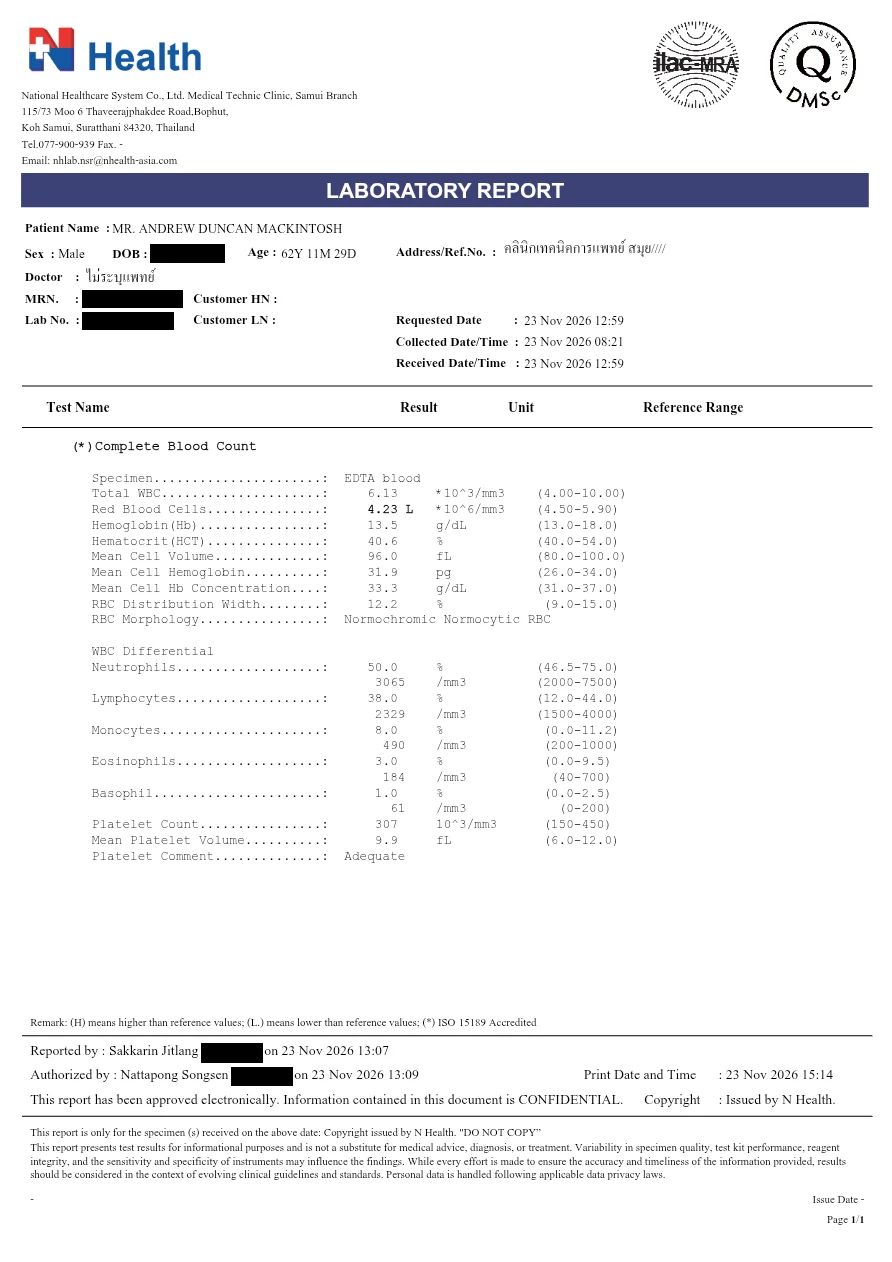 N Health
ilac-MRA
QUALITY ASSURANCE
Q
DMSc
National Healthcare System Co., Ltd. Medical Technic Clinic, Samui Branch
115/73 Moo 6 Thaveerajphakdee Road,Bophut,
Koh Samui, Suratthani 84320, Thailand
Tel.077-900-939 Fax. -
Email: nhlab.nsr@nhealth-asia.com
LABORATORY REPORT
Patient Name : MR. ANDREW DUNCAN MACKINTOSH
Sex : Male DOB : Age : 62Y 11M 29D Address/Ref.No. : คลินิกเทคนิคการแพทย์ สมุย////
Doctor : ไม่ระบุแพทย์
MRN. : Customer HN :
Lab No. : Customer LN : Requested Date : 23 Nov 2026 12:59
Collected Date/Time : 23 Nov 2026 08:21
Received Date/Time : 23 Nov 2026 12:59
Test Name Result Unit Reference Range
(*)Complete Blood Count
Specimen......................: EDTA blood
Total WBC.....................: 6.13 *10^3/mm3 (4.00-10.00)
Red Blood Cells...............: 4.23 L *10^6/mm3 (4.50-5.90)
Hemoglobin(Hb)................: 13.5 g/dL (13.0-18.0)
Hematocrit(HCT)...............: 40.6 % (40.0-54.0)
Mean Cell Volume..............: 96.0 fL (80.0-100.0)
Mean Cell Hemoglobin..........: 31.9 pg (26.0-34.0)
Mean Cell Hb Concentration....: 33.3 g/dL (31.0-37.0)
RBC Distribution Width........: 12.2 % (9.0-15.0)
RBC Morphology................: Normochromic Normocytic RBC
WBC Differential
Neutrophils...................: 50.0 % (46.5-75.0)
3065 /mm3 (2000-7500)
Lymphocytes...................: 38.0 % (12.0-44.0)
2329 /mm3 (1500-4000)
Monocytes.....................: 8.0 % (0.0-11.2)
490 /mm3 (200-1000)
Eosinophils...................: 3.0 % (0.0-9.5)
184 /mm3 (40-700)
Basophil......................: 1.0 % (0.0-2.5)
61 /mm3 (0-200)
Platelet Count................: 307 10^3/mm3 (150-450)
Mean Platelet Volume..........: 9.9 fL (6.0-12.0)
Platelet Comment..............: Adequate
Remark: (H) means higher than reference values; (L.) means lower than reference values; (*) ISO 15189 Accredited
Reported by : Sakkarin Jitlang on 23 Nov 2026 13:07
Authorized by : Nattapong Songsen on 23 Nov 2026 13:09 Print Date and Time : 23 Nov 2026 15:14
This report has been approved electronically. Information contained in this document is CONFIDENTIAL. Copyright : Issued by N Health.
This report is only for the specimen (s) received on the above date: Copyright issued by N Health. "DO NOT COPY"
This report presents test results for informational purposes and is not a substitute for medical advice, diagnosis, or treatment. Variability in specimen quality, test kit performance, reagent
integrity, and the sensitivity and specificity of instruments may influence the findings. While every effort is made to ensure the accuracy and timeliness of the information provided, results
should be considered in the context of evolving clinical guidelines and standards. Personal data is handled following applicable data privacy laws.
- Issue Date -
Page 1/1